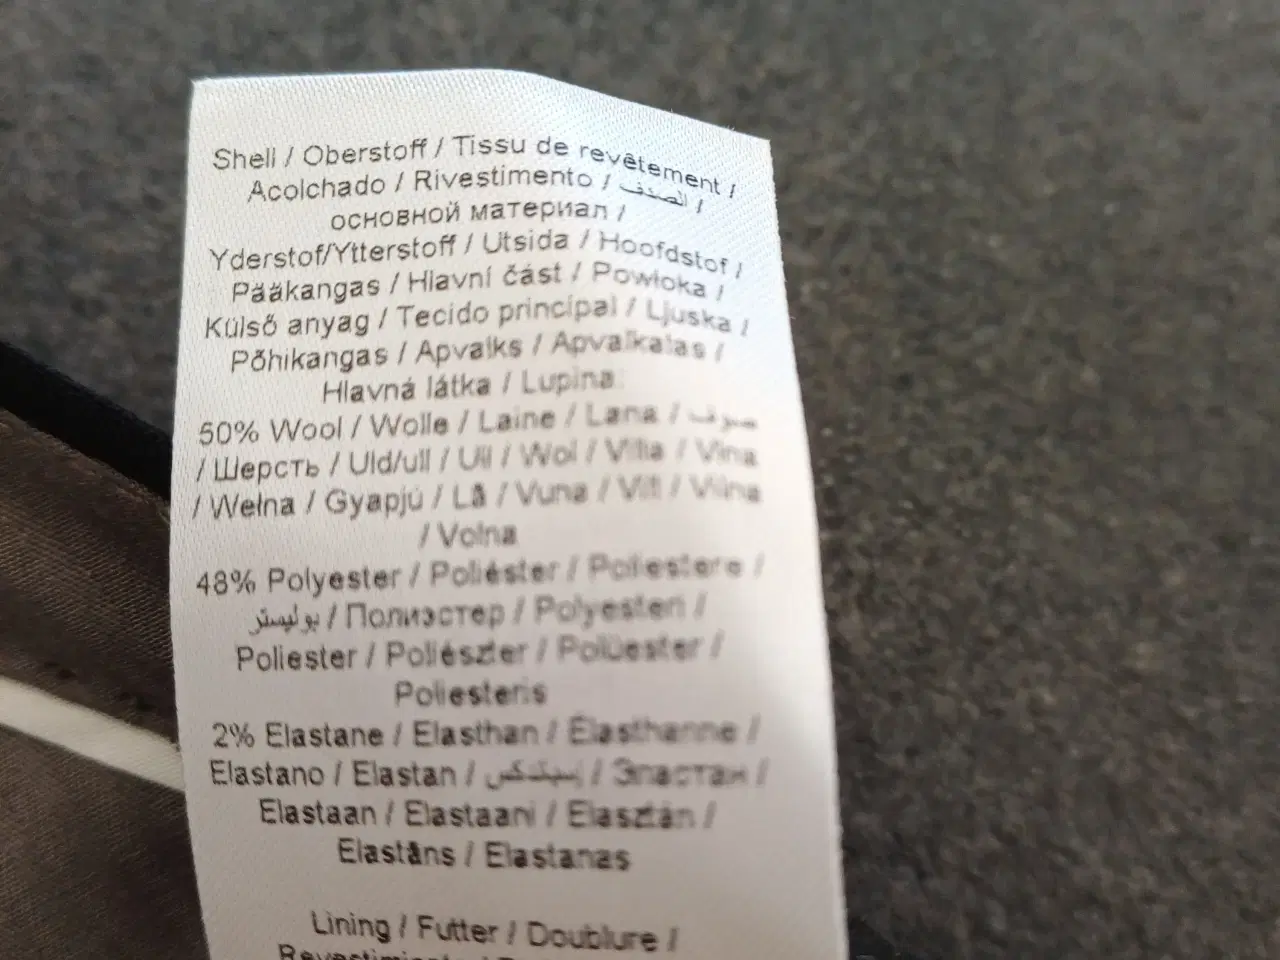 Shell / Oberstoff / Tissu de revêtement /
Acolchado / Rivestimento / الصدف /
основной материал /
Yderstof/Ytterstoff / Utsida / Hoofdstof /
Pääkangas / Hlavní část / Powłoka /
Külső anyag / Tecido principal / Ljuska /
Põhikangas / Apvalks / Apvalkalas /
Hlavná látka / Lupina:
50% Wool / Wolle / Laine / Lana / صوف
/ Шерсть / Uld/ull / Ull / Wol / Villa / Vlna
/ Wełna / Gyapjú / Lã / Vuna / Vill / Vilna
/ Volna
48% Polyester / Poliéster / Poliestere /
بوليستر / Полиэстер / Polyesteri /
Poliester / Poliészter / Polüester /
Poliesteris
2% Elastane / Elasthan / Élasthanne /
Elastano / Elastan / / Эластан /
Elastaan / Elastaani / Elasztán /
Elastāns / Elastanas
Lining / Futter / Doublure /